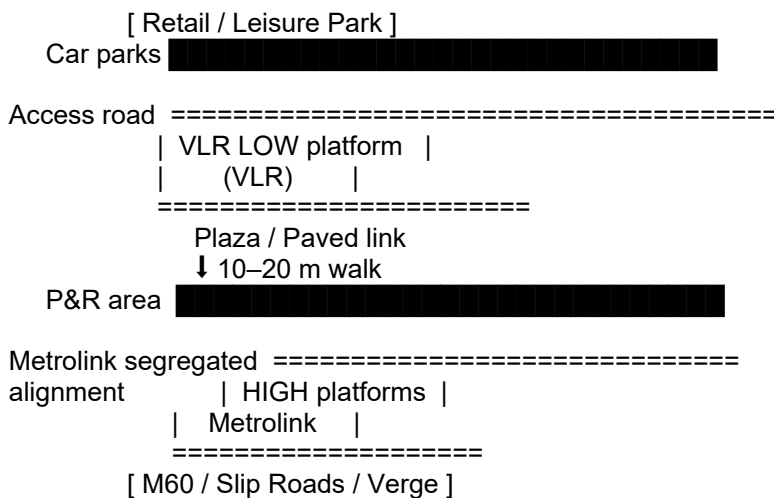 [ Retail / Leisure Park ]
Car parks ███████████████████████████████████
Access road =======================================
| VLR LOW platform |
| (VLR) |
========================
Plaza / Paved link
⬇ 10–20 m walk
P&R area ███████████████████████████████████
Metrolink segregated ==============================
alignment | HIGH platforms |
| Metrolink |
====================
[ M60 / Slip Roads / Verge ]